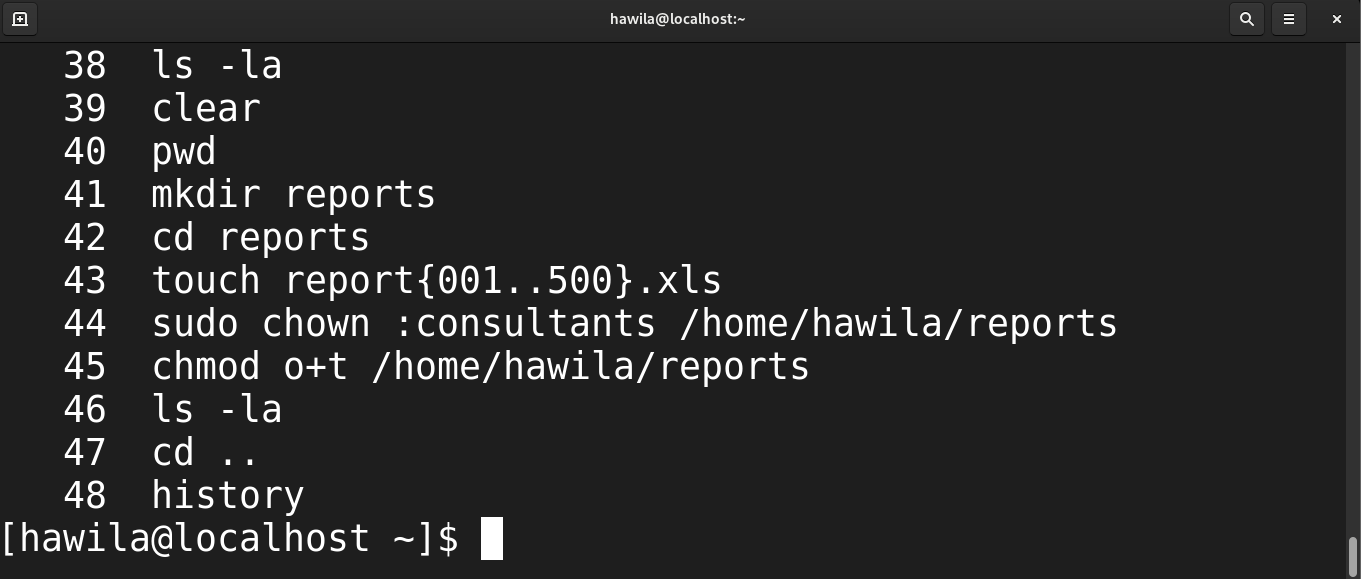 hawila@localhost:~
38 ls -la
39 clear
40 pwd
41 mkdir reports
42 cd reports
43 touch report{001..500}.xls
44 sudo chown :consultants /home/hawila/reports
45 chmod o+t /home/hawila/reports
46 ls -la
47 cd ..
48 history
[hawila@localhost ~]$